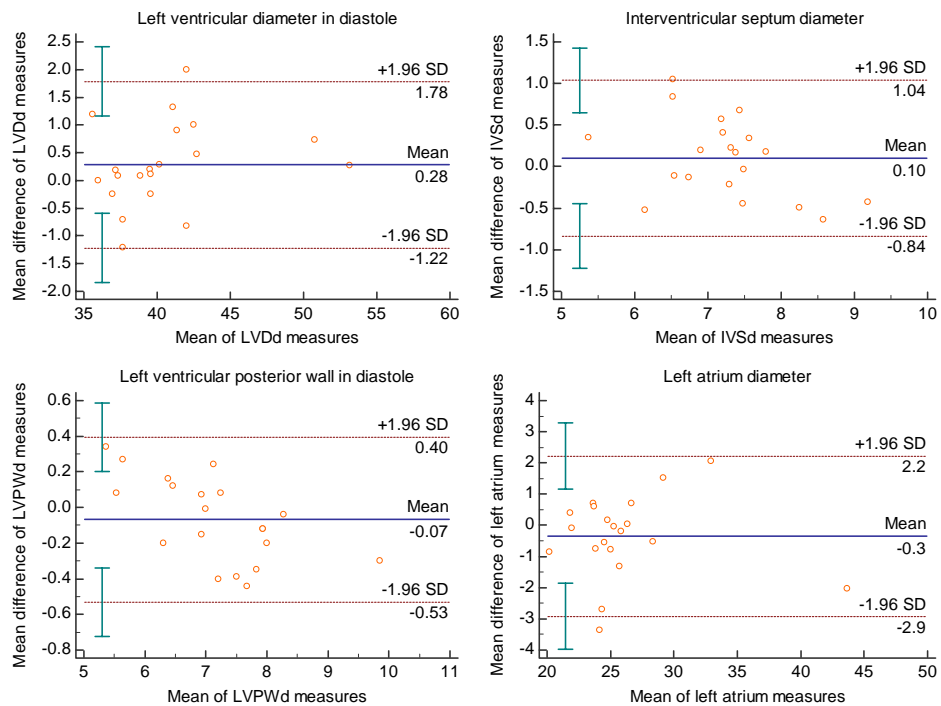 Left ventricular diameter in diastole
Mean difference of LVDd measures
2.5
2.0
1.5
1.0
0.5
0.0
-0.5
-1.0
-1.5
-2.0
+1.96 SD
1.78
Mean
0.28
-1.96 SD
-1.22
35 40 45 50 55 60
Mean of LVDd measures
Interventricular septum diameter
Mean difference of IVSd measures
1.5
1.0
0.5
0.0
-0.5
-1.0
-1.5
+1.96 SD
1.04
Mean
0.10
-1.96 SD
-0.84
5 6 7 8 9 10
Mean of IVSd measures
Left ventricular posterior wall in diastole
Mean difference of LVPWd measures
0.6
0.4
0.2
0.0
-0.2
-0.4
-0.6
-0.8
+1.96 SD
0.40
Mean
-0.07
-1.96 SD
-0.53
5 6 7 8 9 10 11
Mean of LVPWd measures
Left atrium diameter
Mean difference of left atrium measures
4
3
2
1
0
-1
-2
-3
-4
+1.96 SD
2.2
Mean
-0.3
-1.96 SD
-2.9
20 25 30 35 40 45 50
Mean of left atrium measures